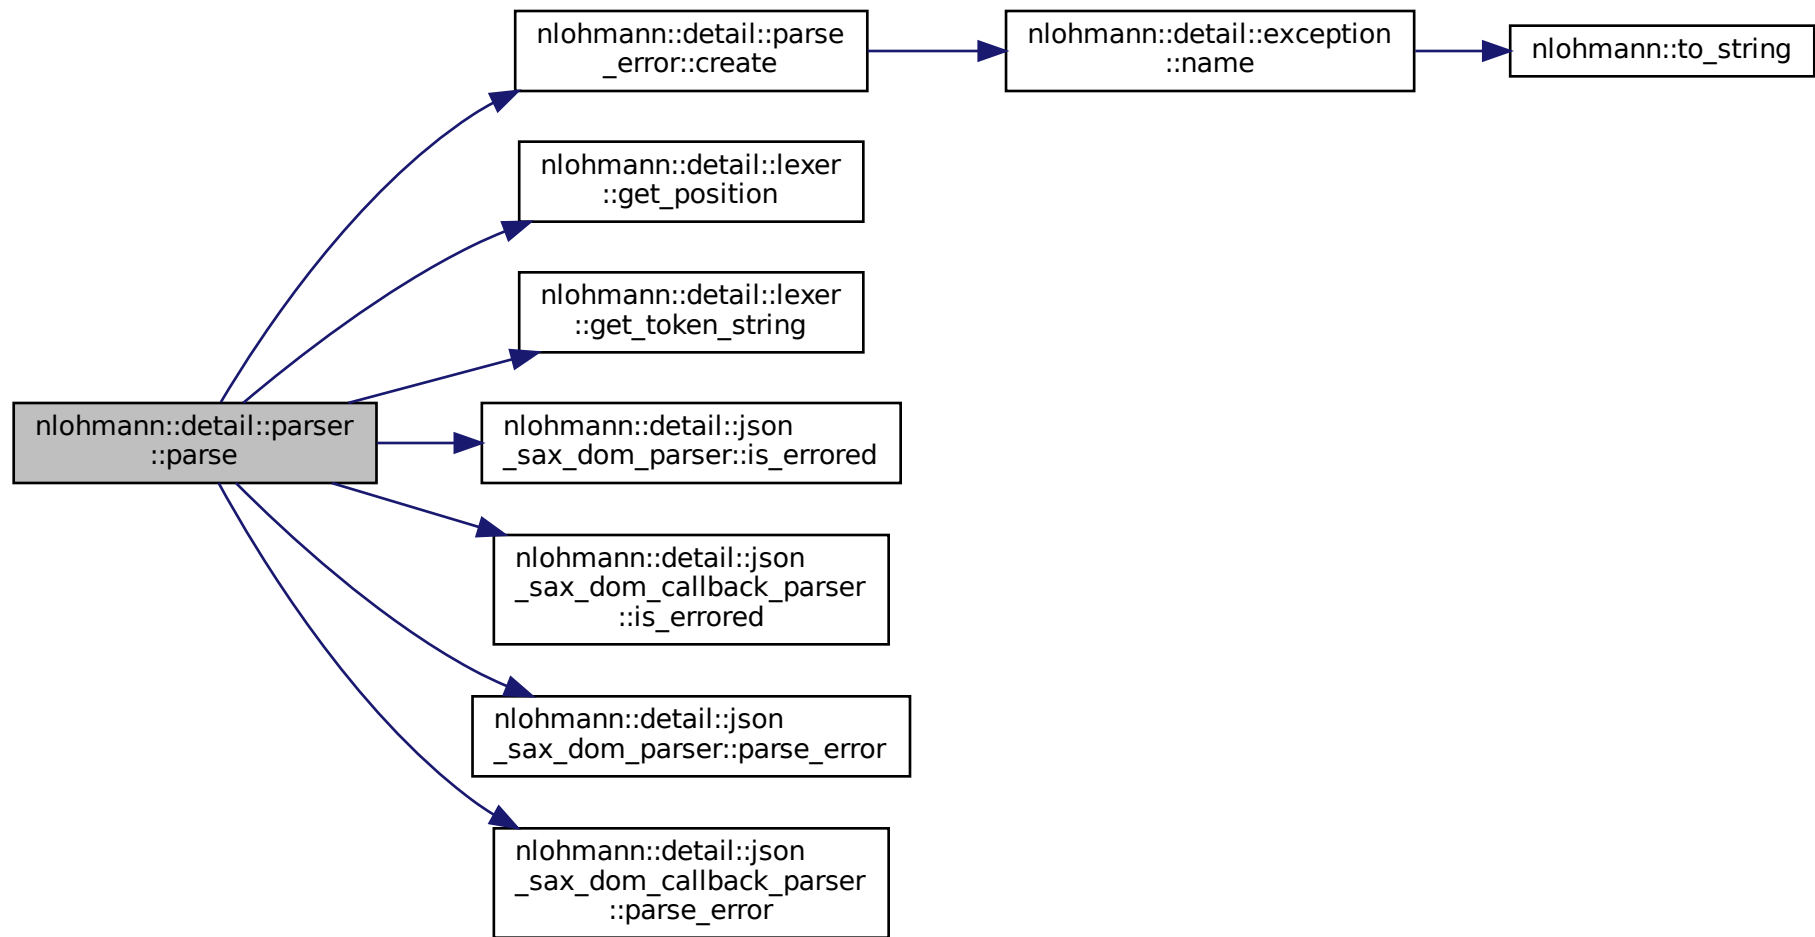 nlohmann::detail::parse
_error::create
nlohmann::detail::exception
::name
nlohmann::to_string
nlohmann::detail::lexer
::get_position
nlohmann::detail::lexer
::get_token_string
nlohmann::detail::parser
::parse
nlohmann::detail::json
_sax_dom_parser::is_errored
nlohmann::detail::json
_sax_dom_callback_parser
::is_errored
nlohmann::detail::json
_sax_dom_parser::parse_error
nlohmann::detail::json
_sax_dom_callback_parser
::parse_error